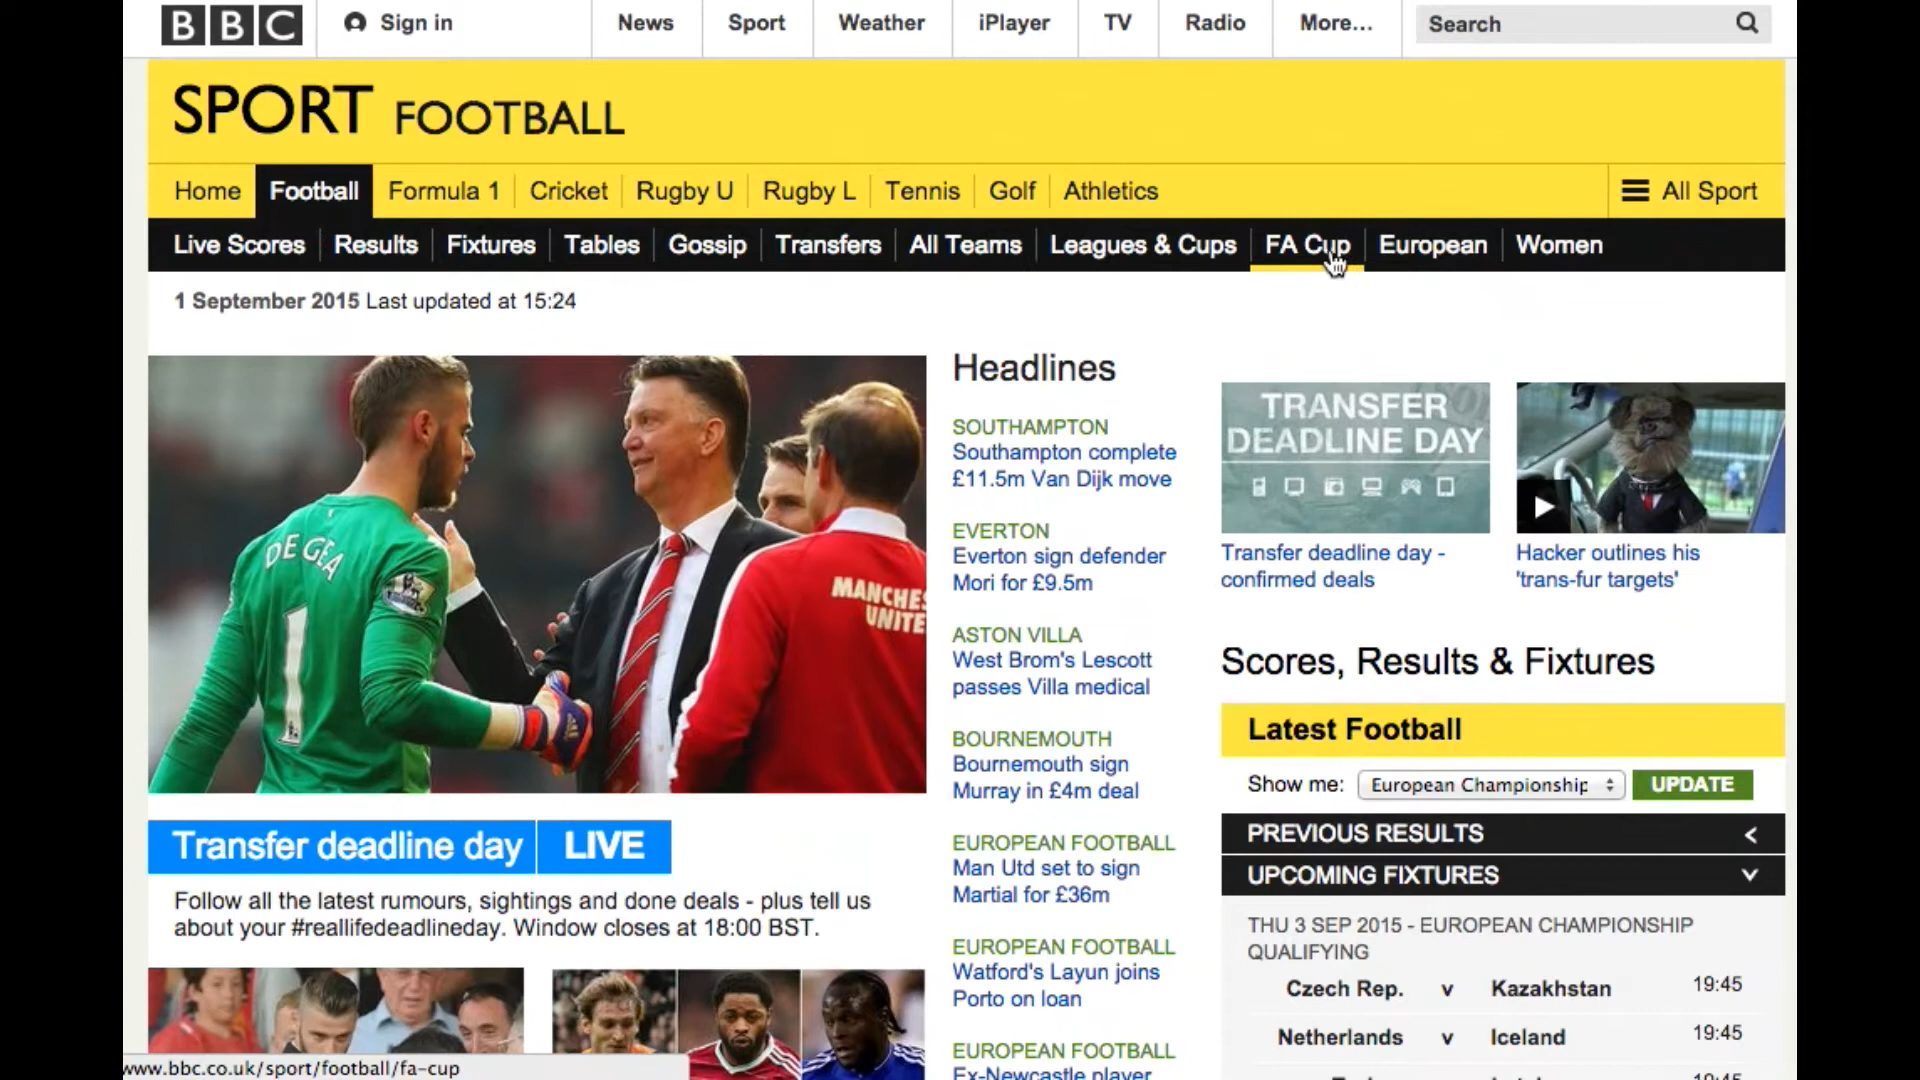 BBC
Sign in
News
Sport
Weather
iPlayer
TV
Radio
More...
Search
SPORT FOOTBALL
Home
Football
Formula 1
Cricket
Rugby U
Rugby L
Tennis
Golf
Athletics
All Sport
Live Scores
Results
Fixtures
Tables
Gossip
Transfers
All Teams
Leagues & Cups
FA Cup
European
Women
1 September 2015 Last updated at 15:24
DE GEA
1
MANCHES
UNITE
Transfer deadline day
LIVE
Follow all the latest rumours, sightings and done deals - plus tell us
about your #reallifedeadlineday. Window closes at 18:00 BST.
Headlines
SOUTHAMPTON
Southampton complete
£11.5m Van Dijk move
EVERTON
Everton sign defender
Mori for £9.5m
ASTON VILLA
West Brom's Lescott
passes Villa medical
BOURNEMOUTH
Bournemouth sign
Murray in £4m deal
EUROPEAN FOOTBALL
Man Utd set to sign
Martial for £36m
EUROPEAN FOOTBALL
Watford's Layun joins
Porto on loan
EUROPEAN FOOTBALL
Ex-Newcastle player
TRANSFER
DEADLINE DAY
Transfer deadline day -
confirmed deals
Hacker outlines his
'trans-fur targets'
Scores, Results & Fixtures
Latest Football
Show me:
European Championship
UPDATE
PREVIOUS RESULTS
UPCOMING FIXTURES
THU 3 SEP 2015 - EUROPEAN CHAMPIONSHIP
QUALIFYING
Czech Rep. v Kazakhstan 19:45
Netherlands v Iceland 19:45
19:45
www.bbc.co.uk/sport/football/fa-cup